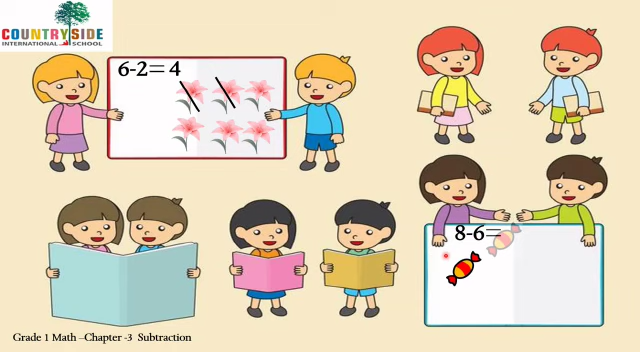 COUNTRYSIDE
INTERNATIONAL SCHOOL
6-2=4
8-6=
Grade 1 Math –Chapter -3 Subtraction